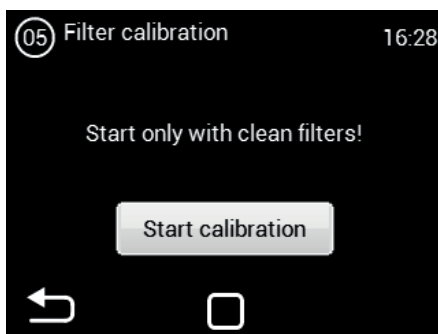 05 Filter calibration 16:28
Start only with clean filters!
Start calibration